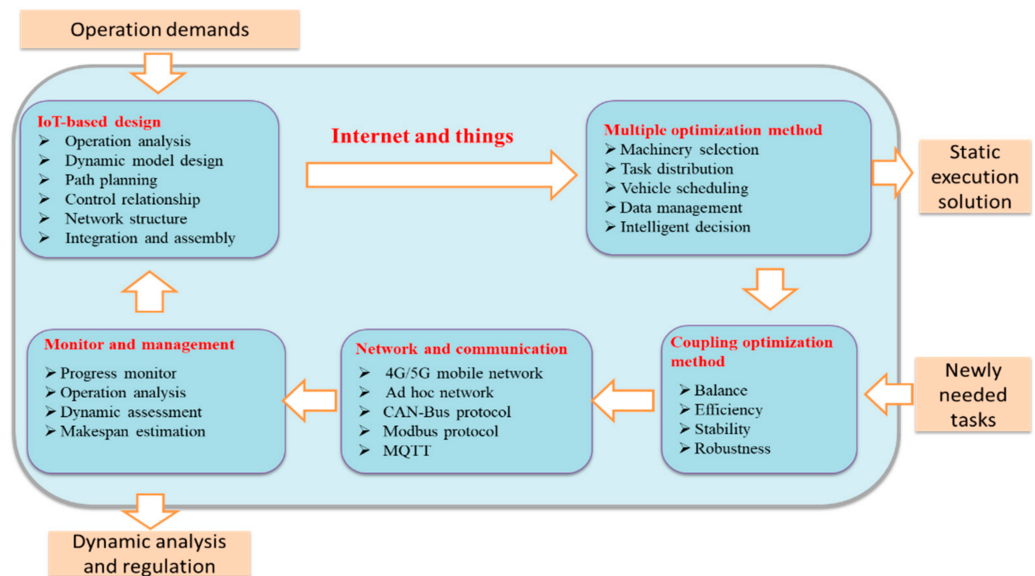 Operation demands
IoT-based design
➢ Operation analysis
➢ Dynamic model design
➢ Path planning
➢ Control relationship
➢ Network structure
➢ Integration and assembly
Internet and things
Multiple optimization method
➢ Machinery selection
➢ Task distribution
➢ Vehicle scheduling
➢ Data management
➢ Intelligent decision
Static
execution
solution
Monitor and management
➢ Progress monitor
➢ Operation analysis
➢ Dynamic assessment
➢ Makespan estimation
Network and communication
➢ 4G/5G mobile network
➢ Ad hoc network
➢ CAN-Bus protocol
➢ Modbus protocol
➢ MQTT
Coupling optimization
method
➢ Balance
➢ Efficiency
➢ Stability
➢ Robustness
Newly
needed
tasks
Dynamic analysis
and regulation